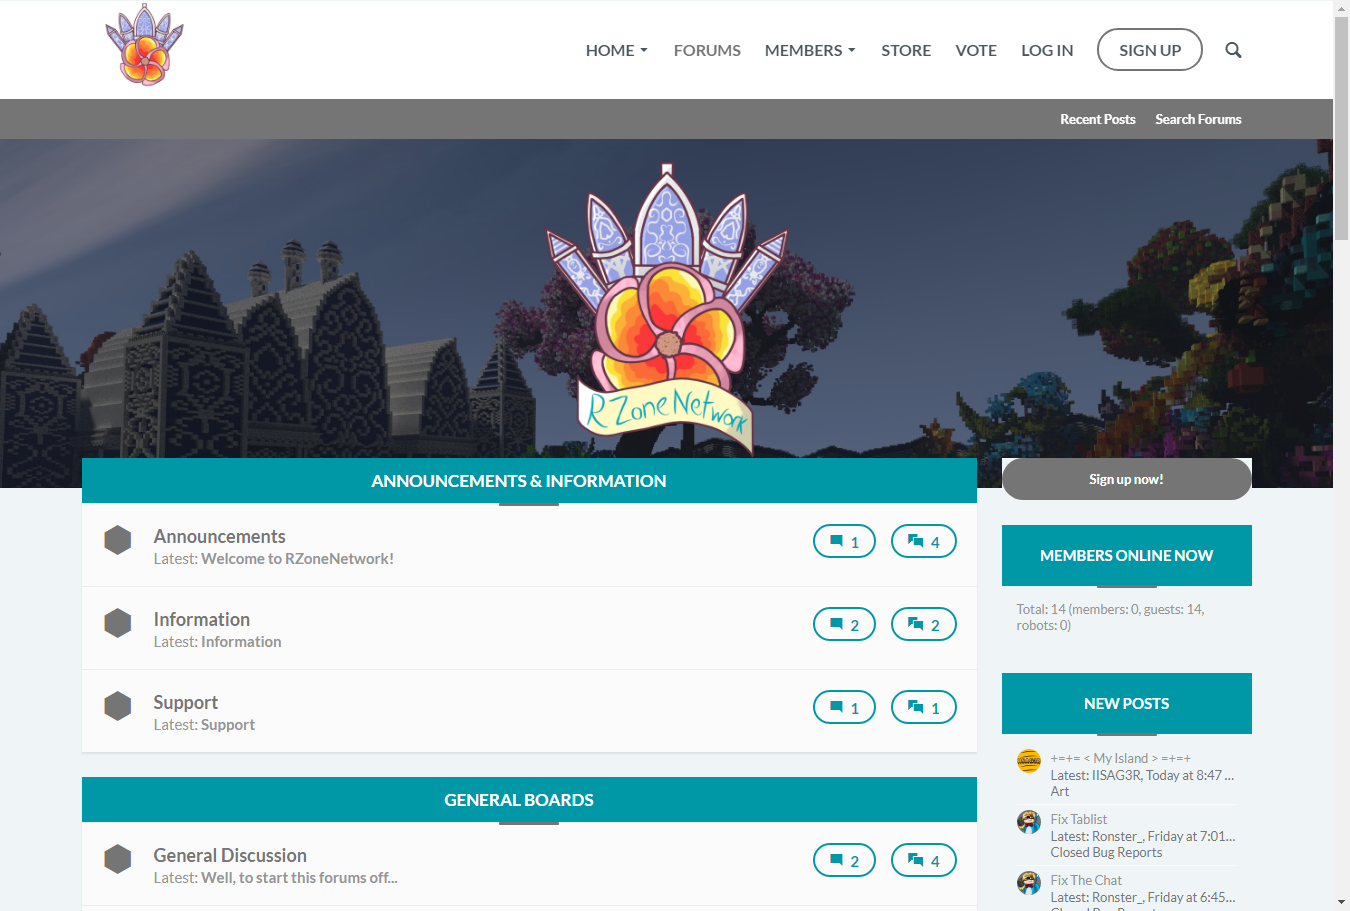 HOME
FORUMS
MEMBERS
STORE
VOTE
LOG IN
SIGN UP
Recent Posts
Search Forums
RZoneNetwork
ANNOUNCEMENTS & INFORMATION
Announcements
Latest: Welcome to RZoneNetwork!
1
4
Information
Latest: Information
2
2
Support
Latest: Support
1
1
GENERAL BOARDS
General Discussion
Latest: Well, to start this forums off...
2
4
Sign up now!
MEMBERS ONLINE NOW
Total: 14 (members: 0, guests: 14,
robots: 0)
NEW POSTS
+=+= < My Island > =+=+
Latest: IISAG3R, Today at 8:47 ...
Art
Fix Tablist
Latest: Ronster_, Friday at 7:01...
Closed Bug Reports
Fix The Chat
Latest: Ronster_, Friday at 6:45...